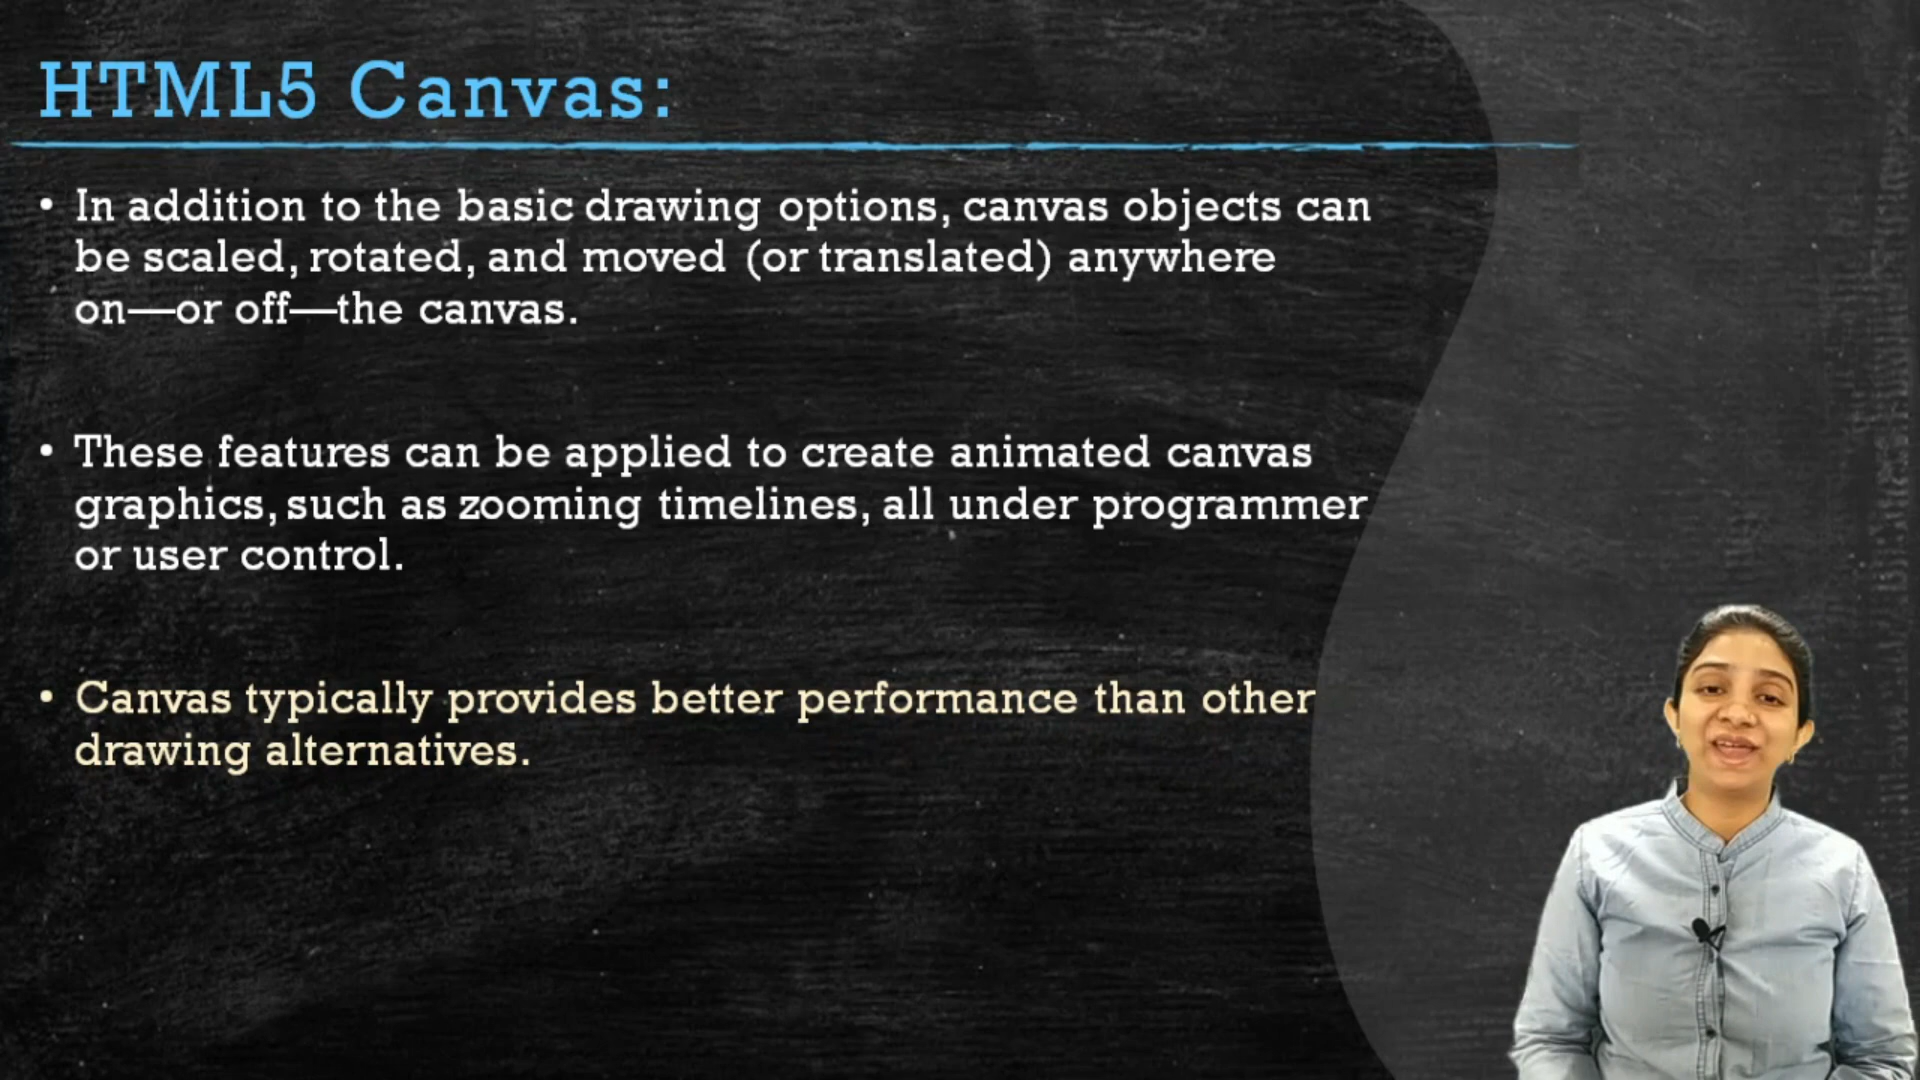 HTML5 Canvas:
• In addition to the basic drawing options, canvas objects can
be scaled, rotated, and moved (or translated) anywhere
on—or off—the canvas.
• These features can be applied to create animated canvas
graphics, such as zooming timelines, all under programmer
or user control.
• Canvas typically provides better performance than other
drawing alternatives.